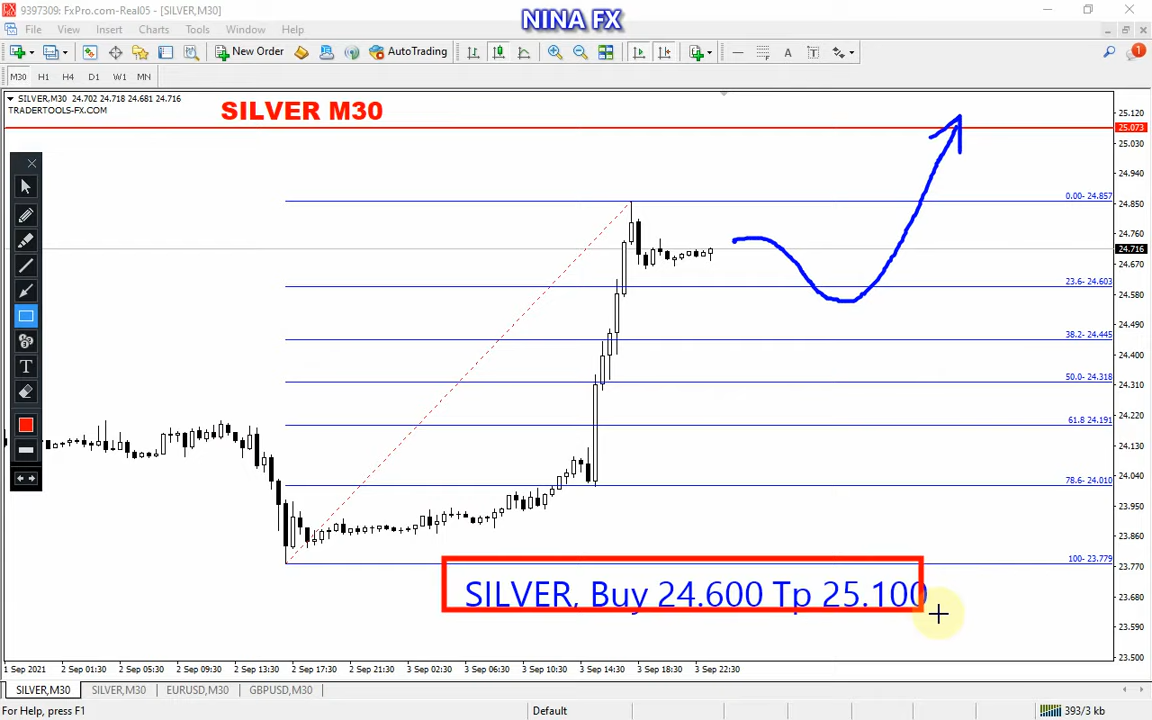 9397309: FxPro.com-Real05 - [SILVER,M30]
NINA FX
File View Insert Charts Tools Window Help
New Order AutoTrading
1
M30 H1 H4 D1 W1 MN
SILVER,M30 24.702 24.718 24.681 24.716
TRADERTOOLS-FX.COM
SILVER M30
25.120
25.073
25.030
24.940
0.00- 24.857
24.850
24.760
24.716
24.670
23.6- 24.603
24.580
24.490
38.2- 24.445
24.400
50.0- 24.318
24.310
24.220
61.8 24.191
24.130
24.040
78.6- 24.010
23.950
23.860
100- 23.779
23.770
SILVER, Buy 24.600 Tp 25.100
23.680
23.590
23.500
1 Sep 2021 2 Sep 01:30 2 Sep 05:30 2 Sep 09:30 2 Sep 13:30 2 Sep 17:30 2 Sep 21:30 3 Sep 02:30 3 Sep 06:30 3 Sep 10:30 3 Sep 14:30 3 Sep 18:30 3 Sep 22:30
SILVER,M30 SILVER,M30 EURUSD,M30 GBPUSD,M30
For Help, press F1 Default 393/3 kb